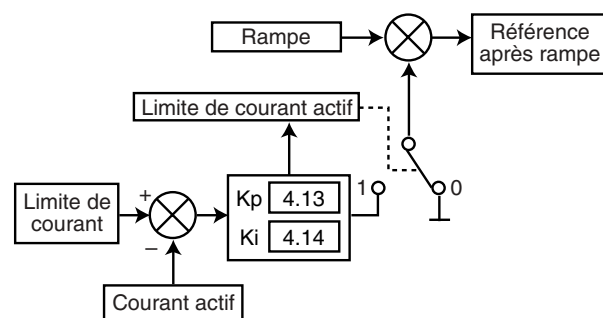 Rampe
Référence
après rampe
Limite de courant actif
1
0
Limite de
courant
+
−
Kp 4.13
Ki 4.14
Courant actif